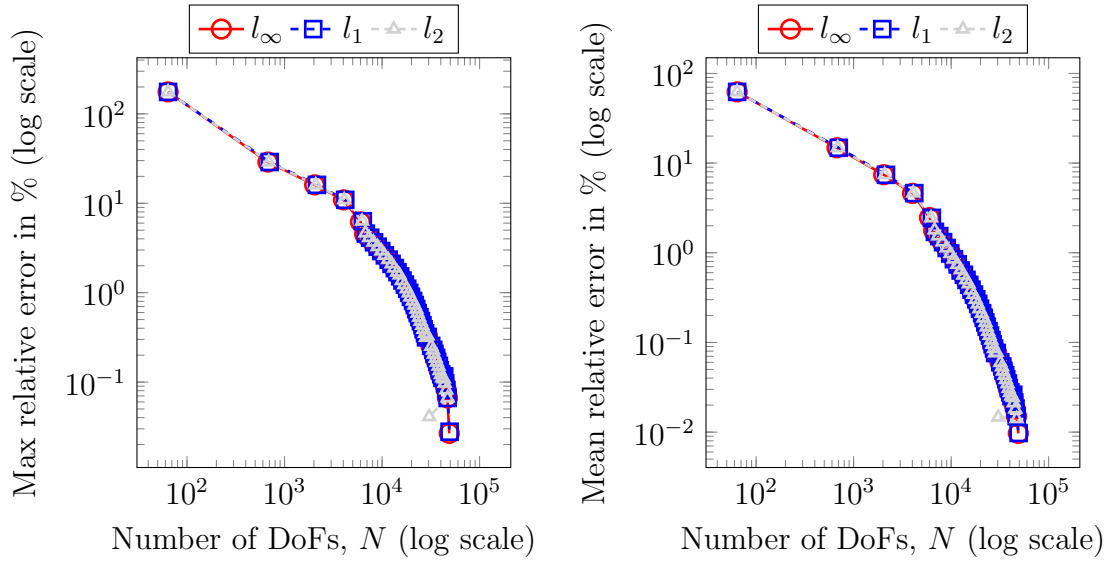 l∞ l1 l2
Max relative error in % (log scale)
10^2
10^1
10^0
10^−1
10^2 10^3 10^4 10^5
Number of DoFs, N (log scale)
l∞ l1 l2
Mean relative error in % (log scale)
10^2
10^1
10^0
10^−1
10^−2
10^2 10^3 10^4 10^5
Number of DoFs, N (log scale)